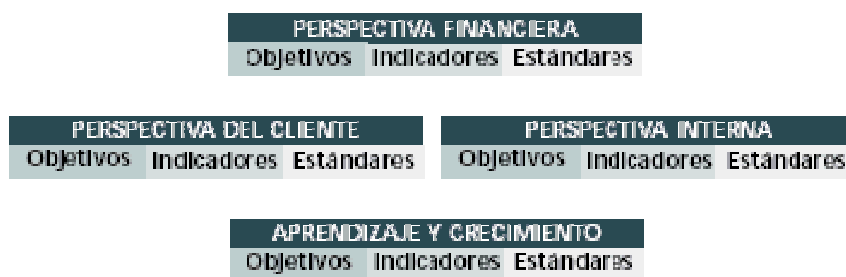 PERSPECTIVA FINANCIERA
Objetivos Indicadores Estándares
PERSPECTIVA DEL CLIENTE
Objetivos Indicadores Estándares
PERSPECTIVA INTERNA
Objetivos Indicadores Estándares
APRENDIZAJE Y CRECIMIENTO
Objetivos Indicadores Estándares